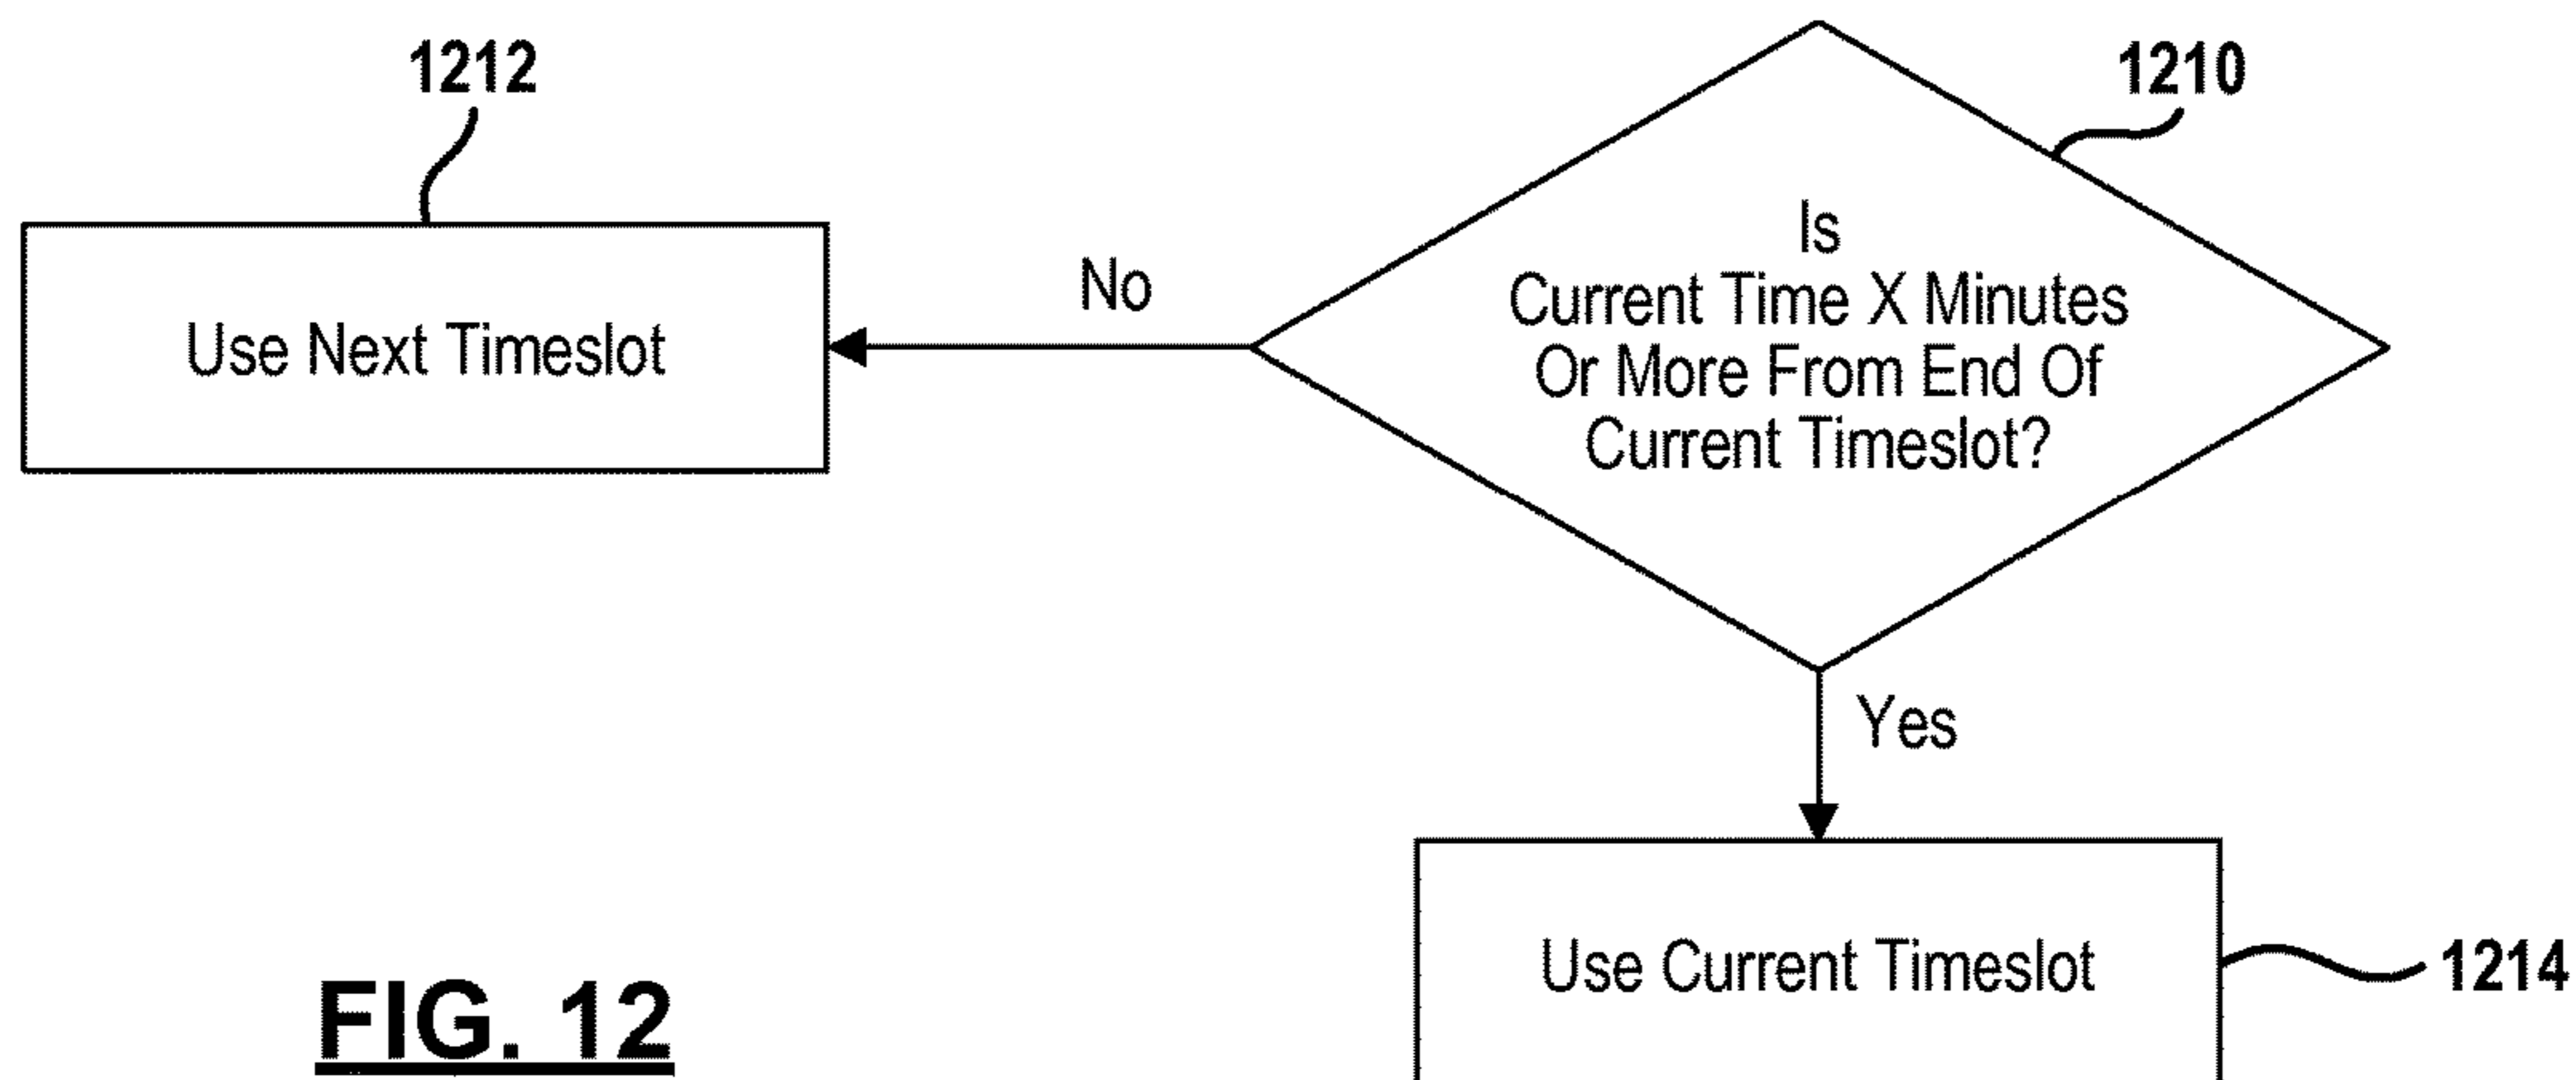 1212
1210
Is
Current Time X Minutes
Or More From End Of
Current Timeslot?
No
Use Next Timeslot
Yes
Use Current Timeslot
1214
FIG. 12